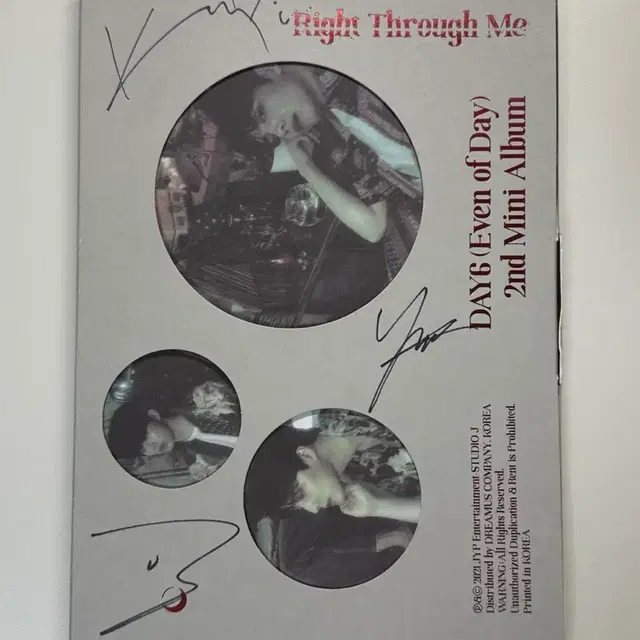 Right Through Me
DAY6 (Even of Day)
2nd Mini Album
℗&© 2021 JYP Entertainment STUDIO J
Distributed by DREAMUS COMPANY. KOREA
WARNING: All Rights Reserved.
Unauthorized Duplication & Rent is Prohibited.
Printed in KOREA